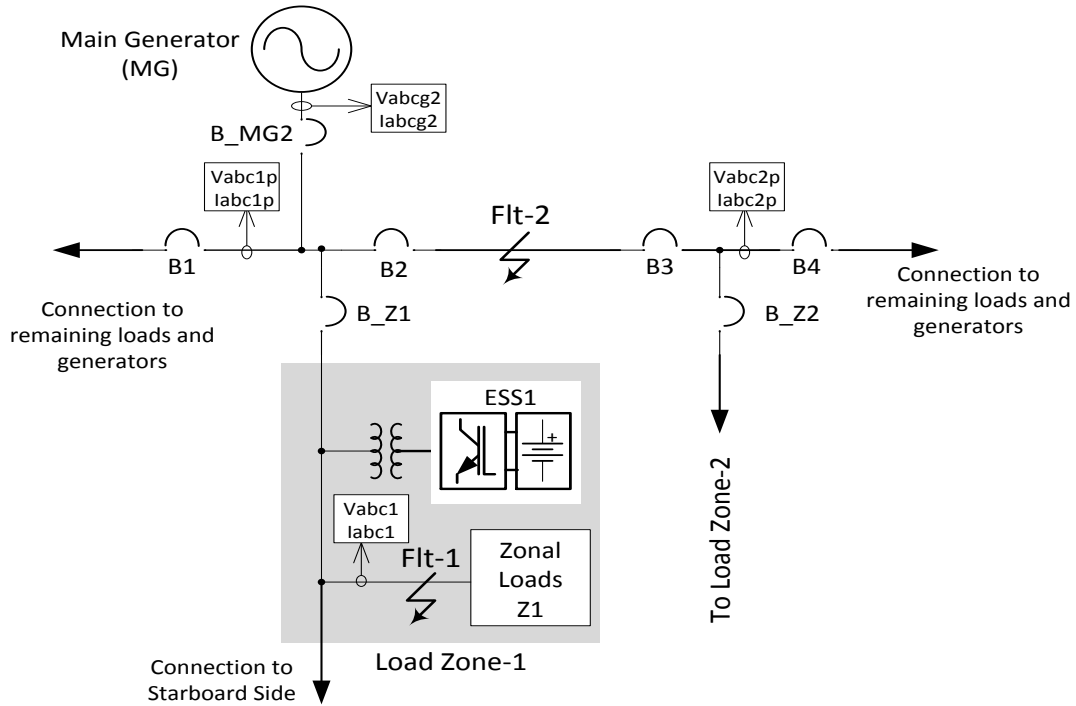 Main Generator
(MG)
Vabcg2
Iabcg2
B_MG2
Vabc1p
Iabc1p
Vabc2p
Iabc2p
Flt-2
B1
B2
B3
B4
Connection to
remaining loads and
generators
Connection to
remaining loads and
generators
B_Z1
B_Z2
ESS1
+
Vabc1
Iabc1
Flt-1
Zonal
Loads
Z1
To Load Zone-2
Load Zone-1
Connection to
Starboard Side